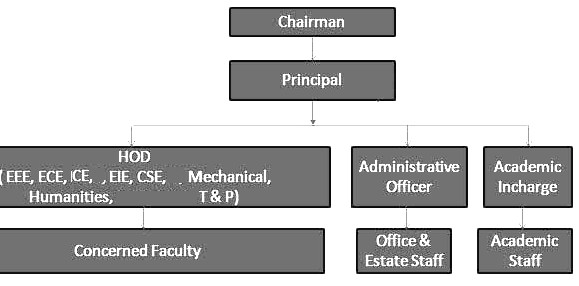 Chairman
Principal
HOD
( EEE, ECE, ICE, , EIE, CSE, . Mechanical,
Humanities, T & P)
Administrative
Officer
Academic
Incharge
Concerned Faculty
Office &
Estate Staff
Academic
Staff